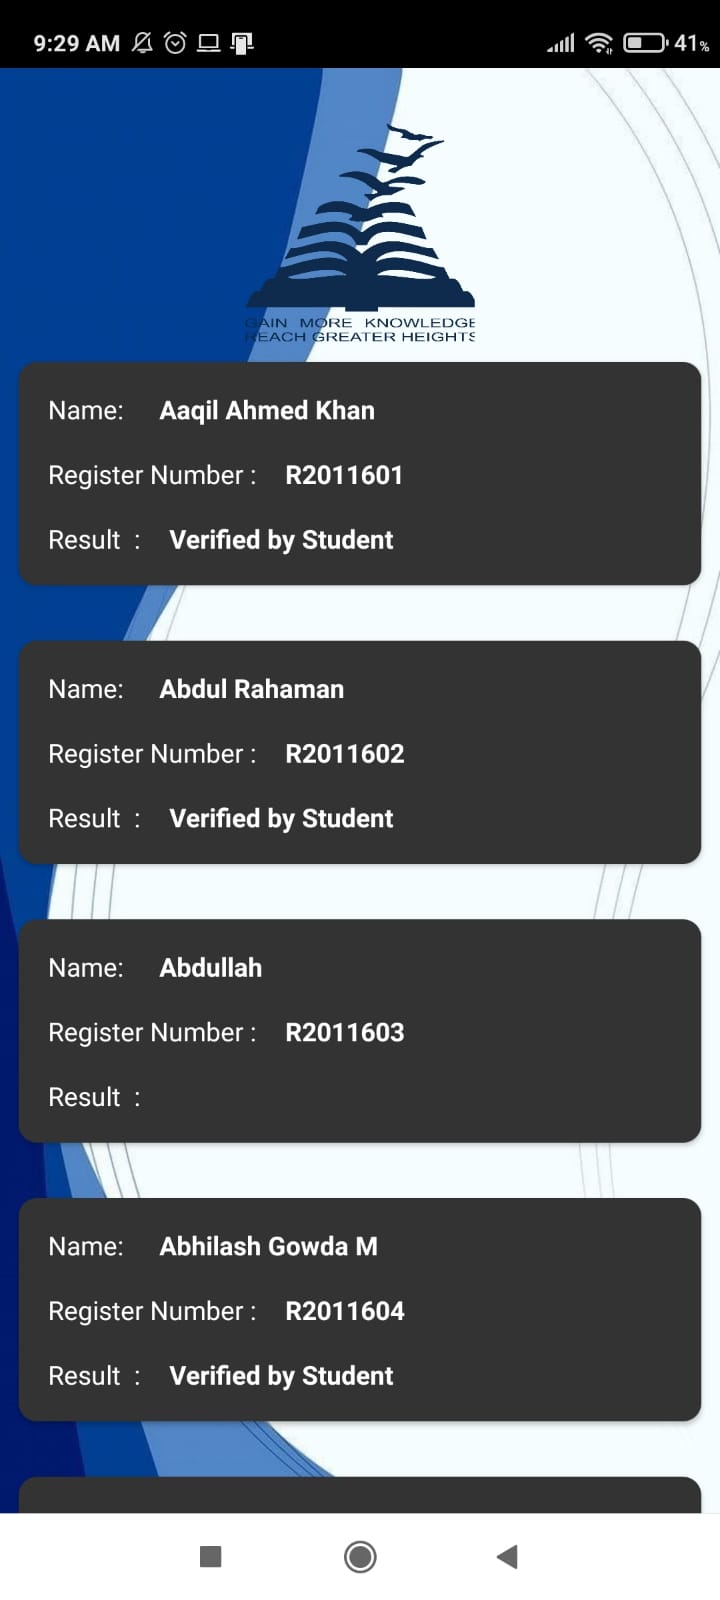 9:29 AM
41%
GAIN MORE KNOWLEDGE
REACH GREATER HEIGHTS
Name: Aaqil Ahmed Khan
Register Number : R2011601
Result : Verified by Student
Name: Abdul Rahaman
Register Number : R2011602
Result : Verified by Student
Name: Abdullah
Register Number : R2011603
Result :
Name: Abhilash Gowda M
Register Number : R2011604
Result : Verified by Student